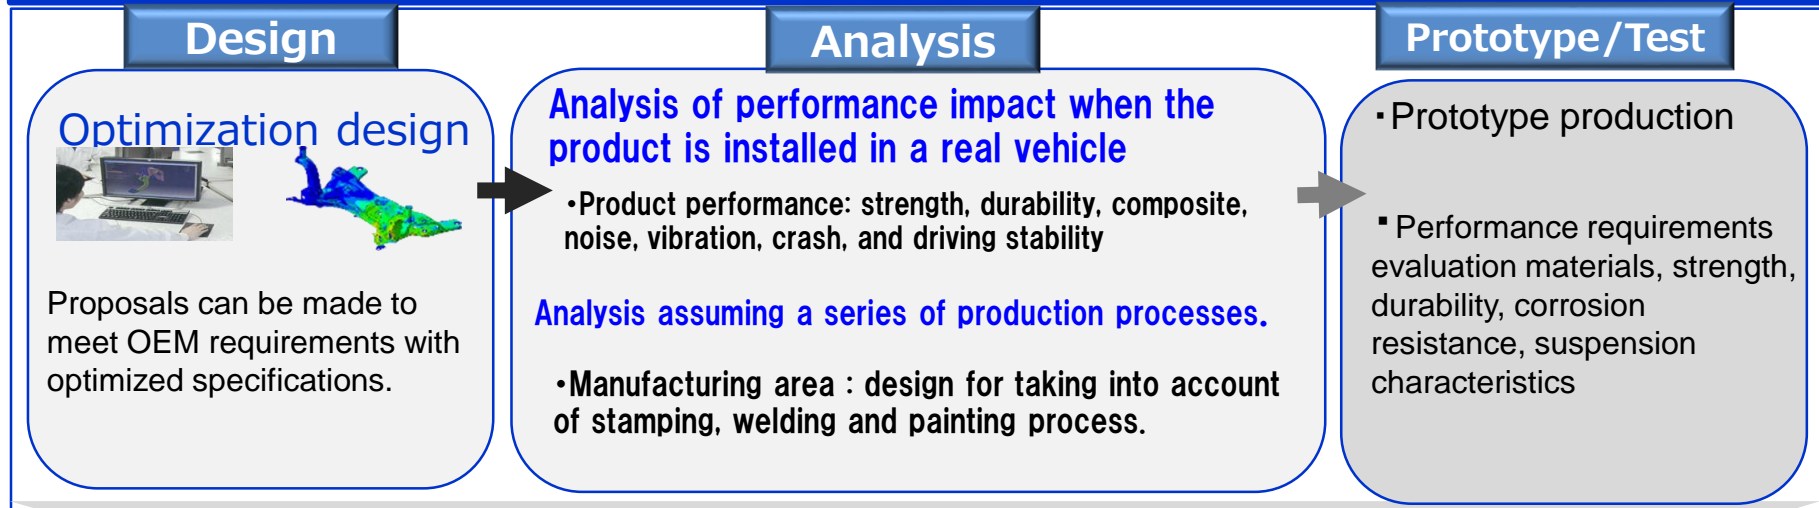 Design
Optimization design
Proposals can be made to
meet OEM requirements with
optimized specifications.
Analysis
Analysis of performance impact when the
product is installed in a real vehicle
・Product performance: strength, durability, composite,
noise, vibration, crash, and driving stability
Analysis assuming a series of production processes.
・Manufacturing area : design for taking into account
of stamping, welding and painting process.
Prototype/Test
・Prototype production
・Performance requirements
evaluation materials, strength,
durability, corrosion
resistance, suspension
characteristics